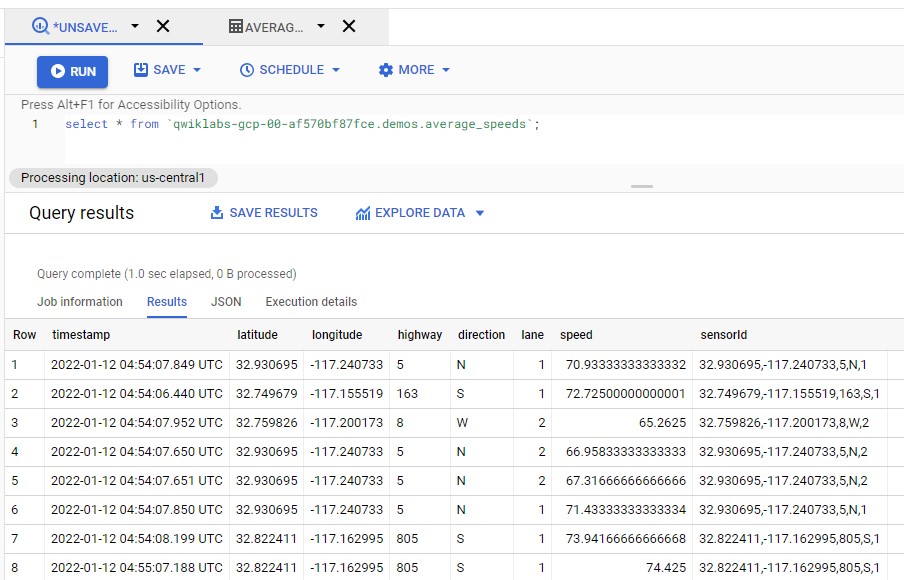 *UNSAVE... AVERAG...
RUN SAVE SCHEDULE MORE
Press Alt+F1 for Accessibility Options.
1 select * from `qwiklabs-gcp-00-af570bf87fce.demos.average_speeds`;
Processing location: us-central1
Query results SAVE RESULTS EXPLORE DATA
Query complete (1.0 sec elapsed, 0 B processed)
Job information Results JSON Execution details
Row timestamp latitude longitude highway direction lane speed sensorId
1 2022-01-12 04:54:07.849 UTC 32.930695 -117.240733 5 N 1 70.93333333333332 32.930695,-117.240733,5,N,1
2 2022-01-12 04:54:06.440 UTC 32.749679 -117.155519 163 S 1 72.72500000000001 32.749679,-117.155519,163,S,1
3 2022-01-12 04:54:07.952 UTC 32.759826 -117.200173 8 W 2 65.2625 32.759826,-117.200173,8,W,2
4 2022-01-12 04:54:07.650 UTC 32.930695 -117.240733 5 N 2 66.95833333333333 32.930695,-117.240733,5,N,2
5 2022-01-12 04:54:07.651 UTC 32.930695 -117.240733 5 N 2 67.31666666666666 32.930695,-117.240733,5,N,2
6 2022-01-12 04:54:07.850 UTC 32.930695 -117.240733 5 N 1 71.43333333333334 32.930695,-117.240733,5,N,1
7 2022-01-12 04:54:08.199 UTC 32.822411 -117.162995 805 S 1 73.94166666666668 32.822411,-117.162995,805,S,1
8 2022-01-12 04:55:07.188 UTC 32.822411 -117.162995 805 S 1 74.425 32.822411,-117.162995,805,S,1